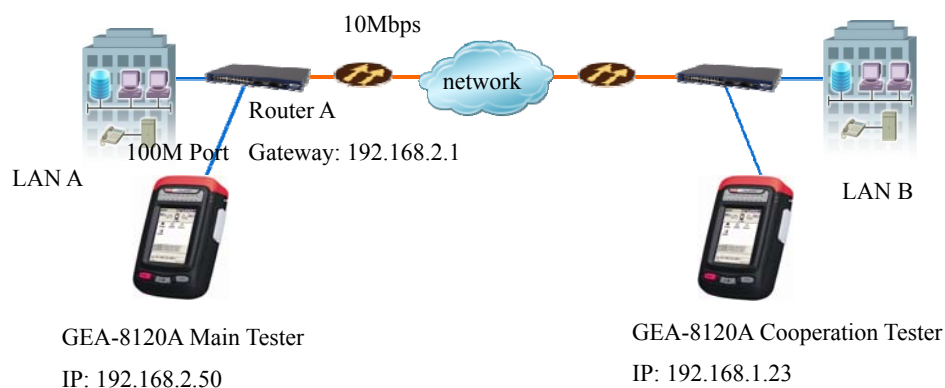 10Mbps
network
Router A
100M Port Gateway: 192.168.2.1
LAN A
LAN B
GEA-8120A Main Tester
IP: 192.168.2.50
GEA-8120A Cooperation Tester
IP: 192.168.1.23